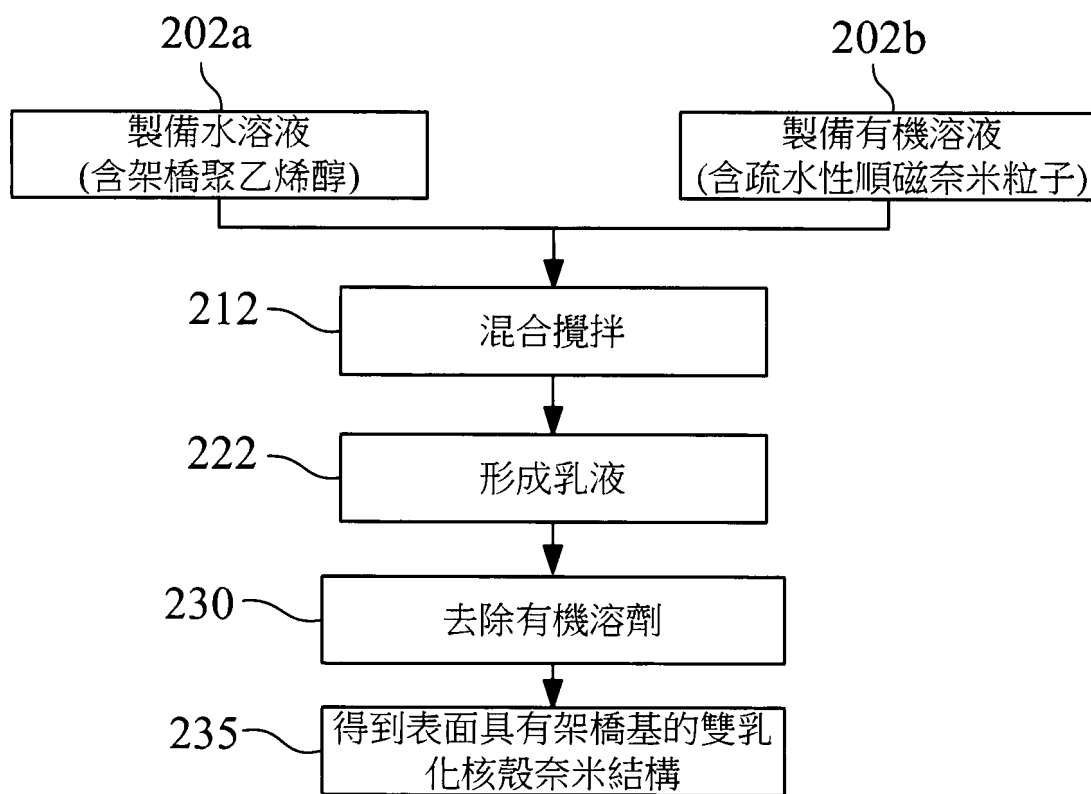 202a
202b
製備水溶液
(含架橋聚乙烯醇)
製備有機溶液
(含疏水性順磁奈米粒子)
212
混合攪拌
222
形成乳液
230
去除有機溶劑
235
得到表面具有架橋基的雙乳
化核殼奈米結構